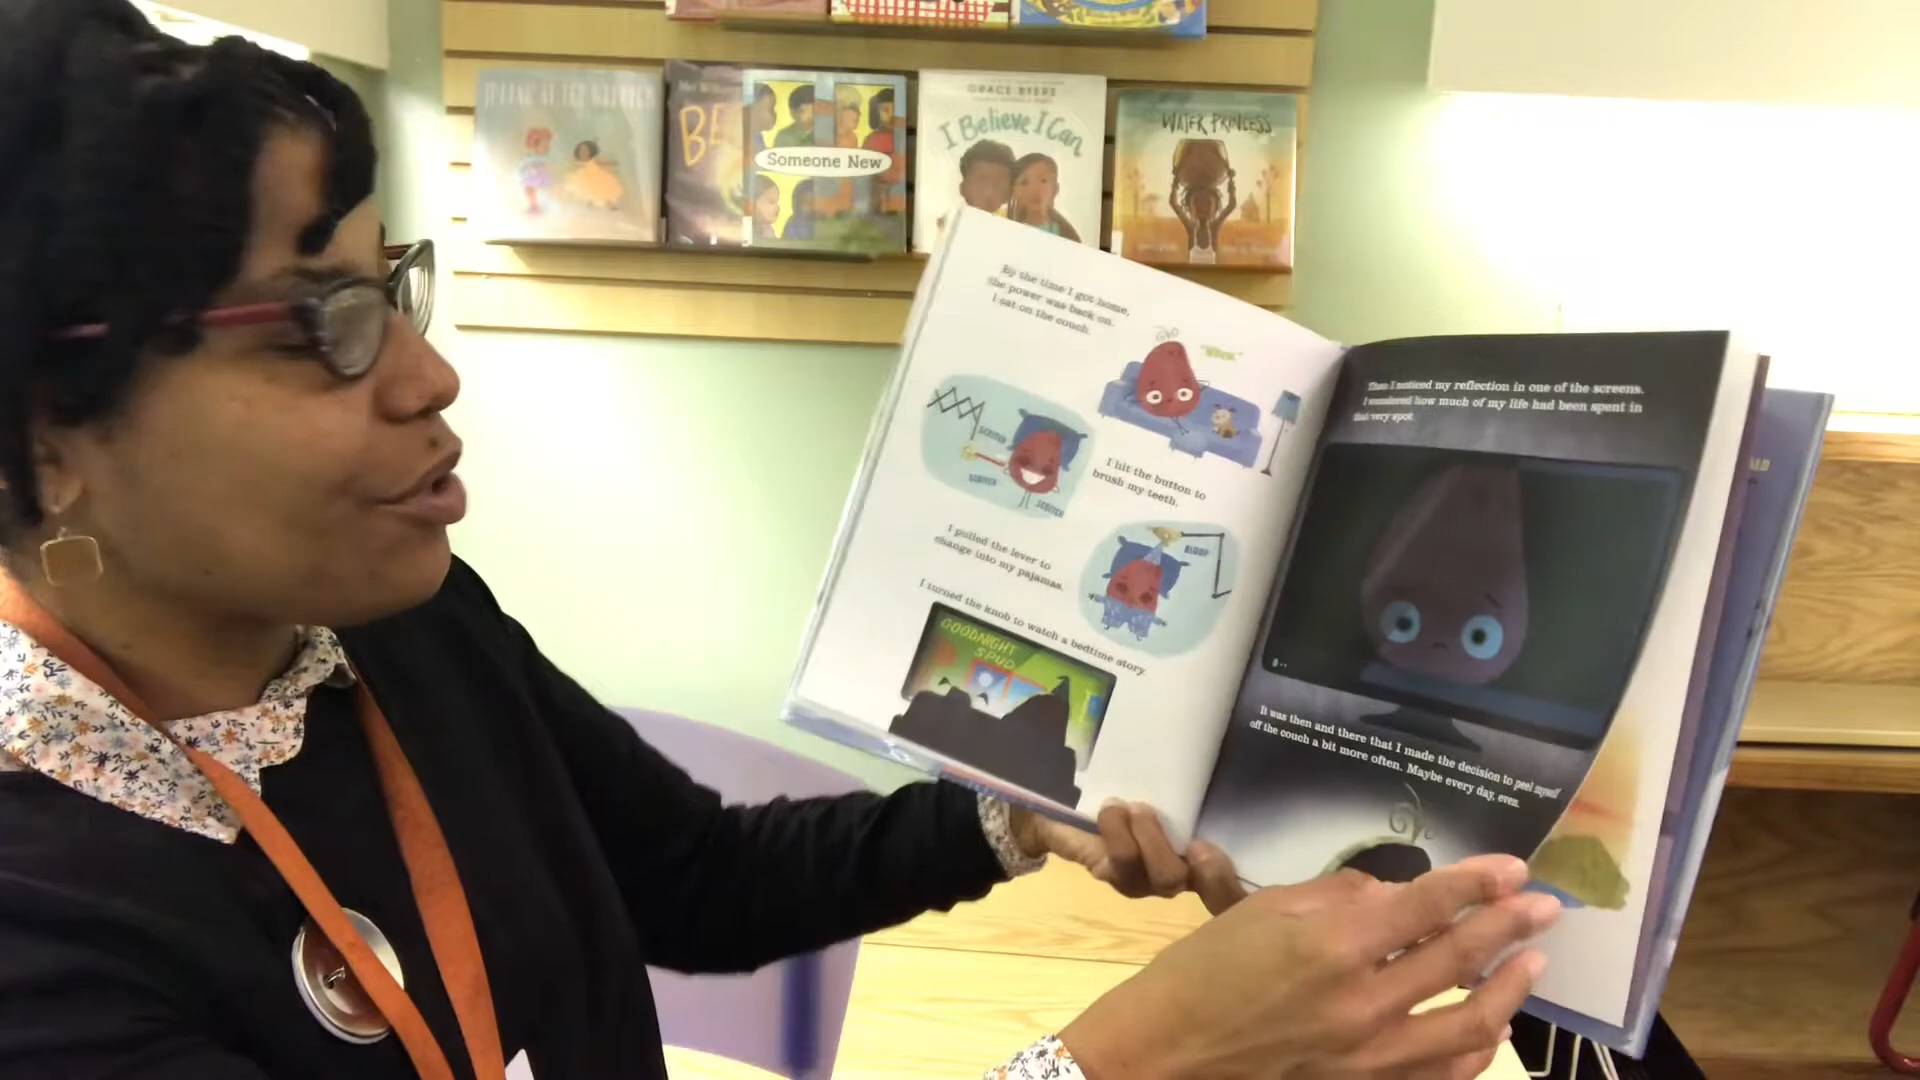 Someone New
GRACE BYERS
I Believe I Can
WATER PRINCESS
By the time I got home,
the power was back on.
I sat on the couch.
SCRITCH
SCRITCH
SCRITCH
I hit the button to
brush my teeth.
I pulled the lever to
change into my pajamas.
BLOOP
I turned the knob to watch a bedtime story.
GOODNIGHT
SPUD
Then I noticed my reflection in one of the screens.
I wondered how much of my life had been spent in
that very spot.
It was then and there that I made the decision to peel myself
off the couch a bit more often. Maybe every day, even.